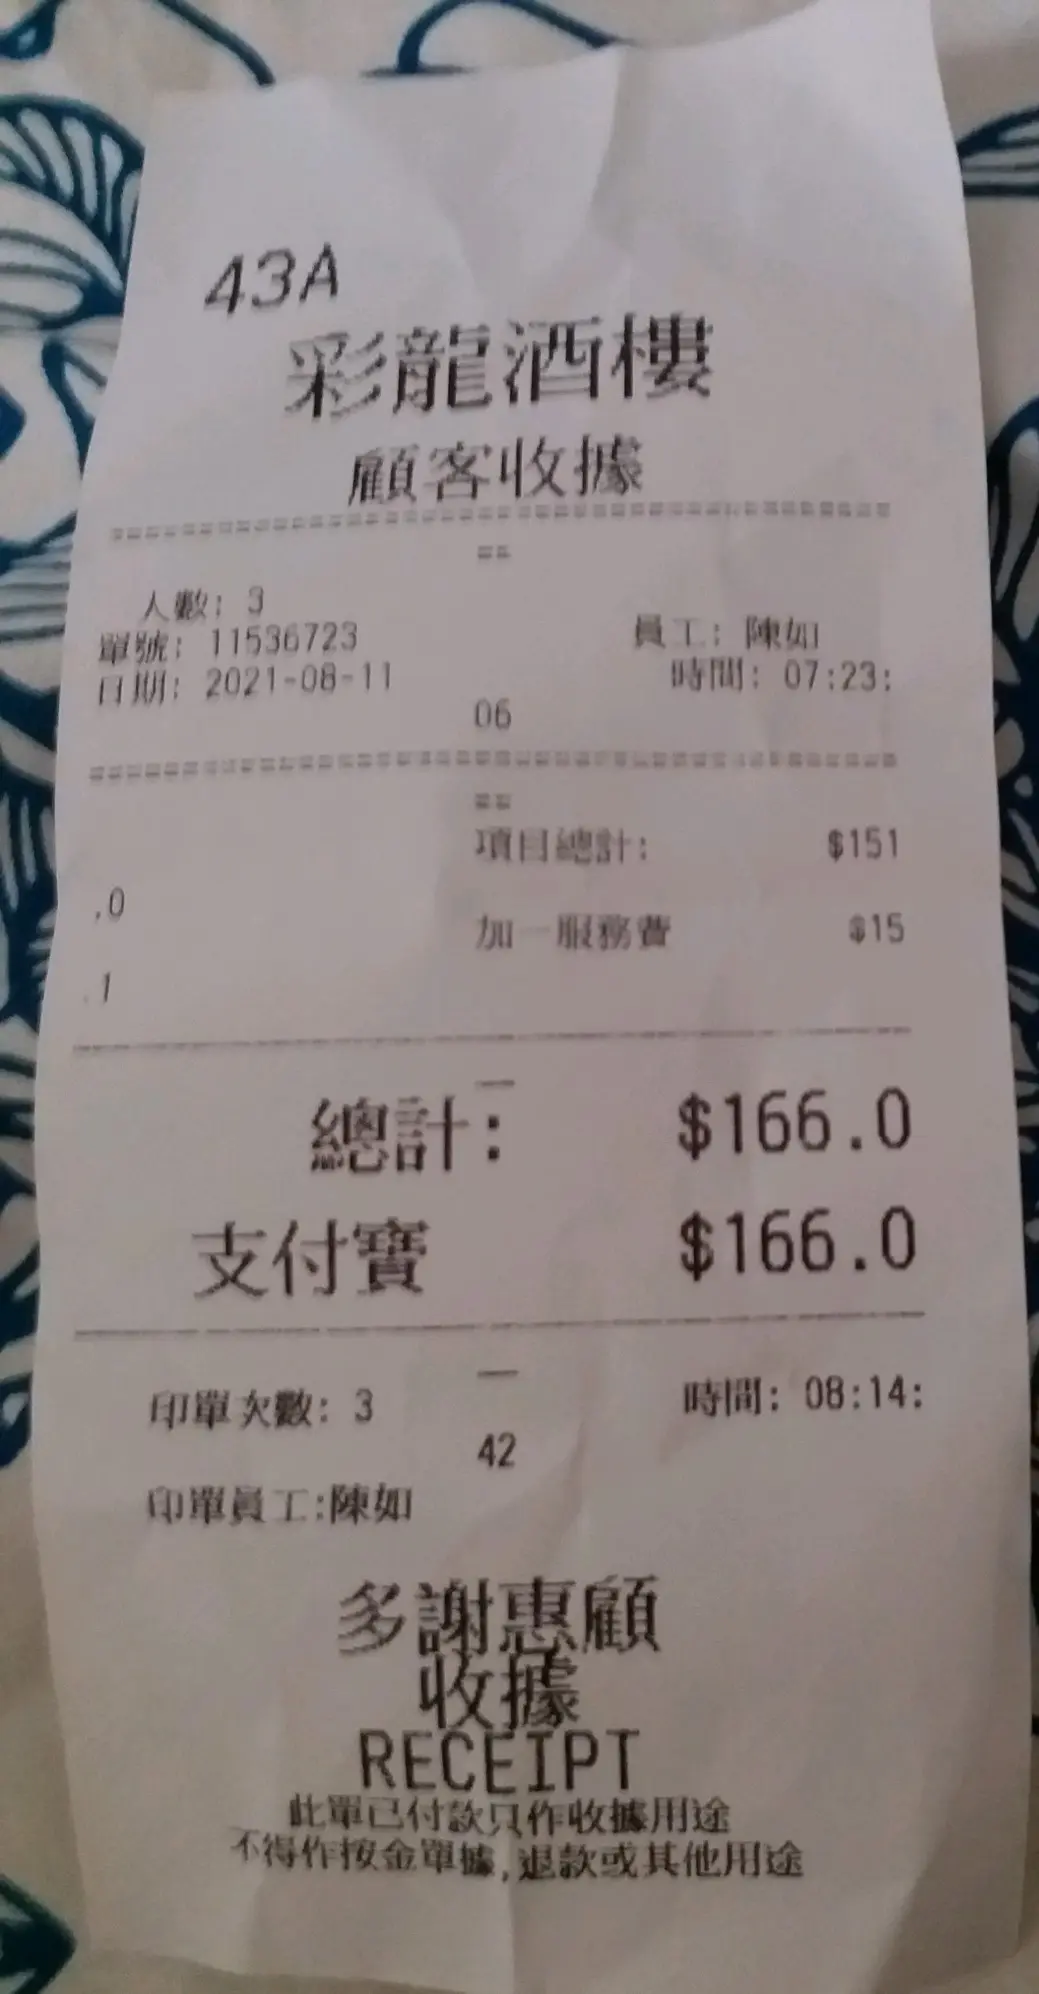 43A
彩龍酒樓
顧客收據
==========================================
==
人數: 3
單號: 11536723 員工: 陳如
日期: 2021-08-11 時間: 07:23:
06
==========================================
==
項目總計: $151
.0
加一服務費 $15
.1
總計: $166.0
支付寶 $166.0
印單次數: 3 時間: 08:14:
42
印單員工:陳如
多謝惠顧
收據
RECEIPT
此單已付款只作收據用途
不得作按金單據,退款或其他用途